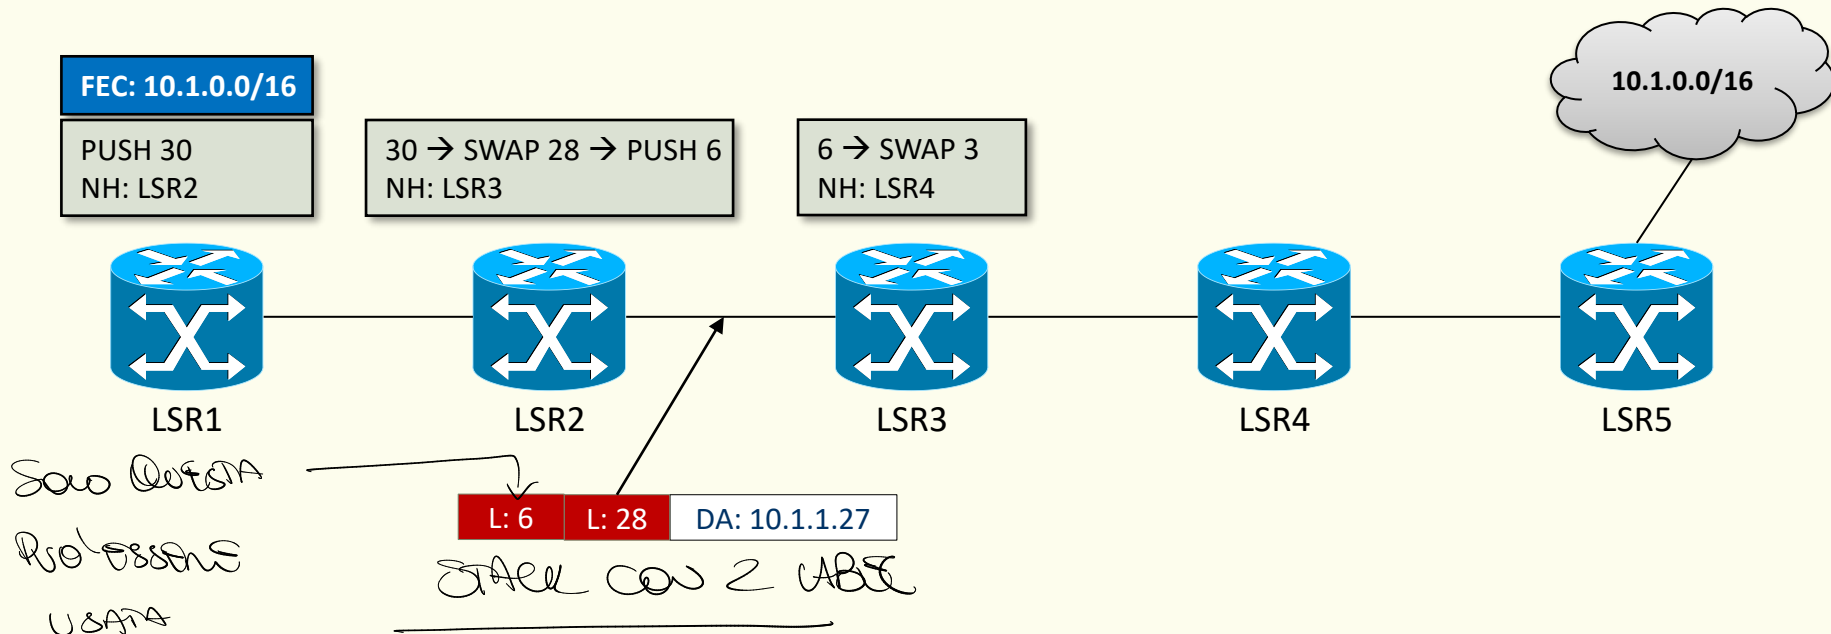 FEC: 10.1.0.0/16
10.1.0.0/16
PUSH 30
NH: LSR2
30 → SWAP 28 → PUSH 6
NH: LSR3
6 → SWAP 3
NH: LSR4
LSR1
LSR2
LSR3
LSR4
LSR5
SOLO QUESTA
L: 6
L: 28
DA: 10.1.1.27
STACK CON 2 LABEL
USATA